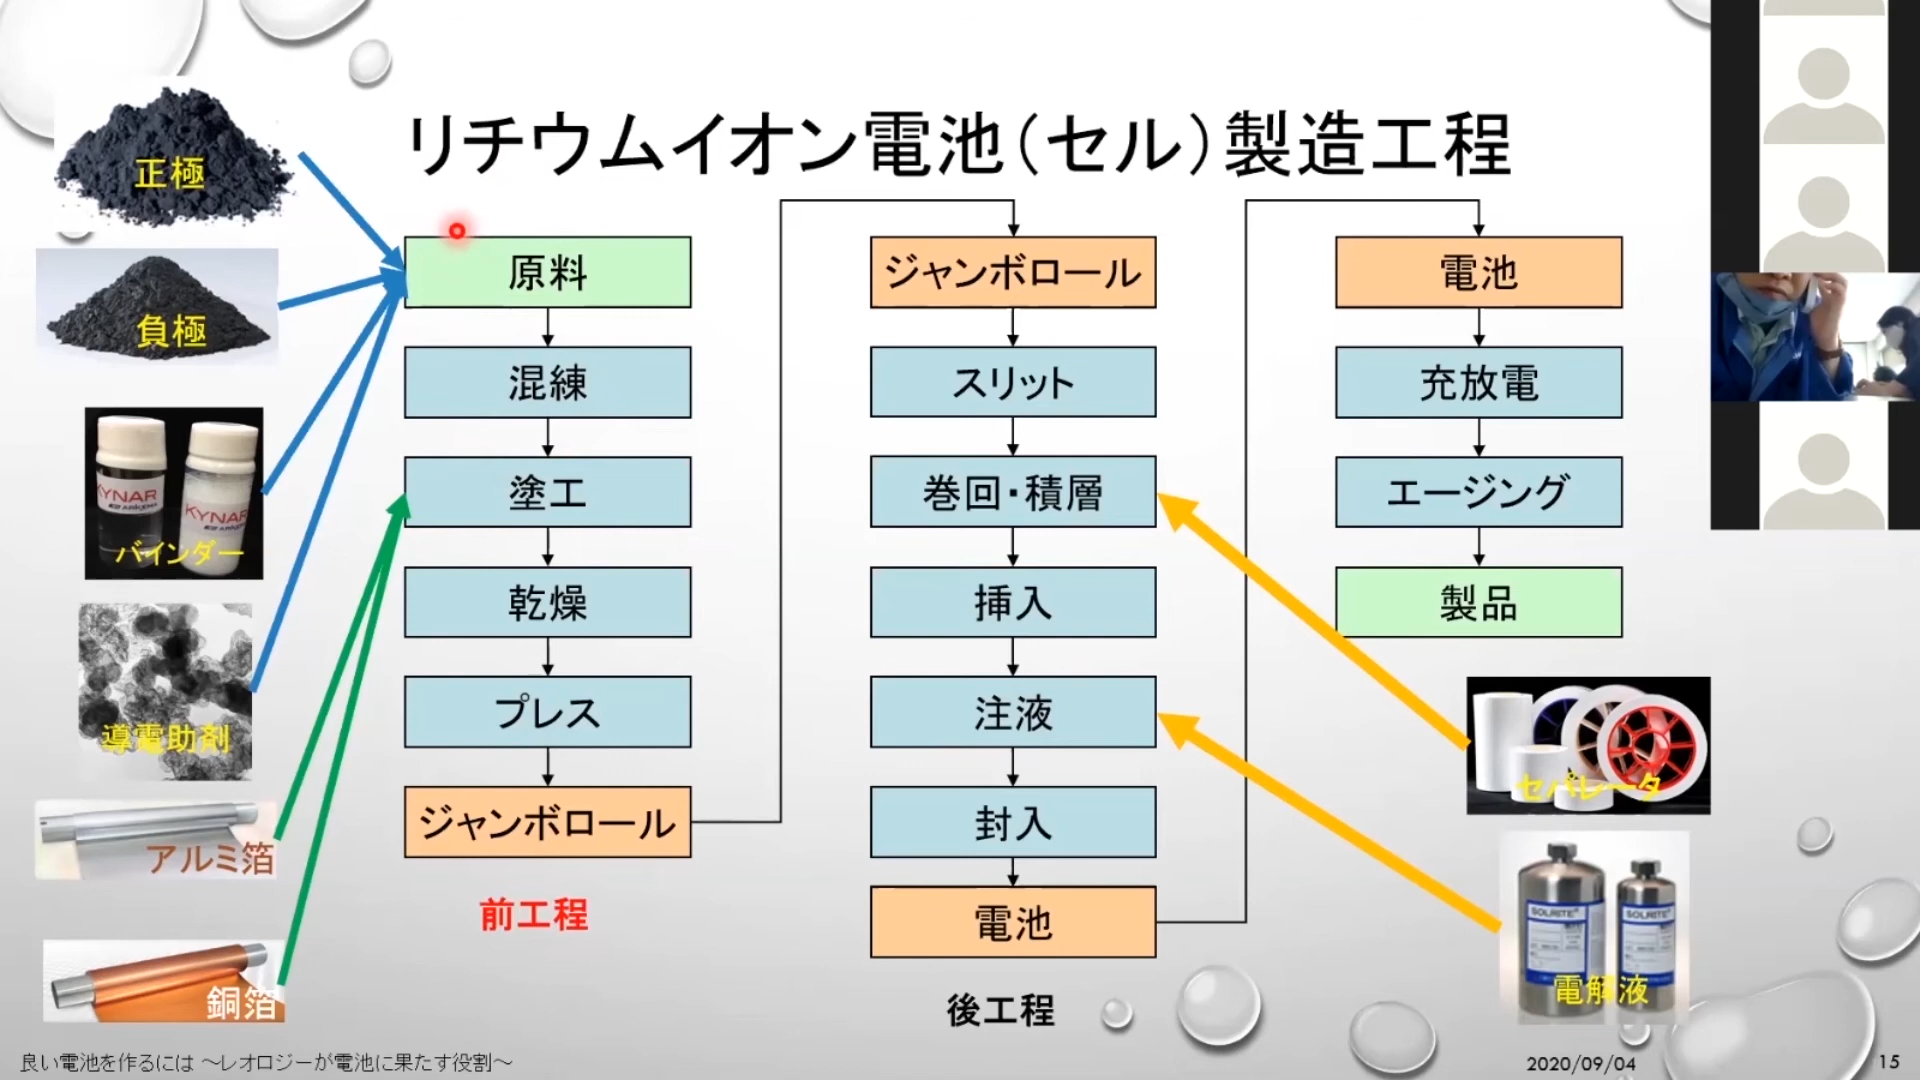 リチウムイオン電池（セル）製造工程
正極
負極
KYNAR
KYNAR
バインダー
導電助剤
アルミ箔
銅箔
原料
混練
塗工
乾燥
プレス
ジャンボロール
前工程
ジャンボロール
スリット
巻回・積層
挿入
注液
封入
電池
後工程
電池
充放電
エージング
製品
セパレータ
SOLRITE
SOLRITE
電解液
良い電池を作るには ～レオロジーが電池に果たす役割～
2020/09/04
15